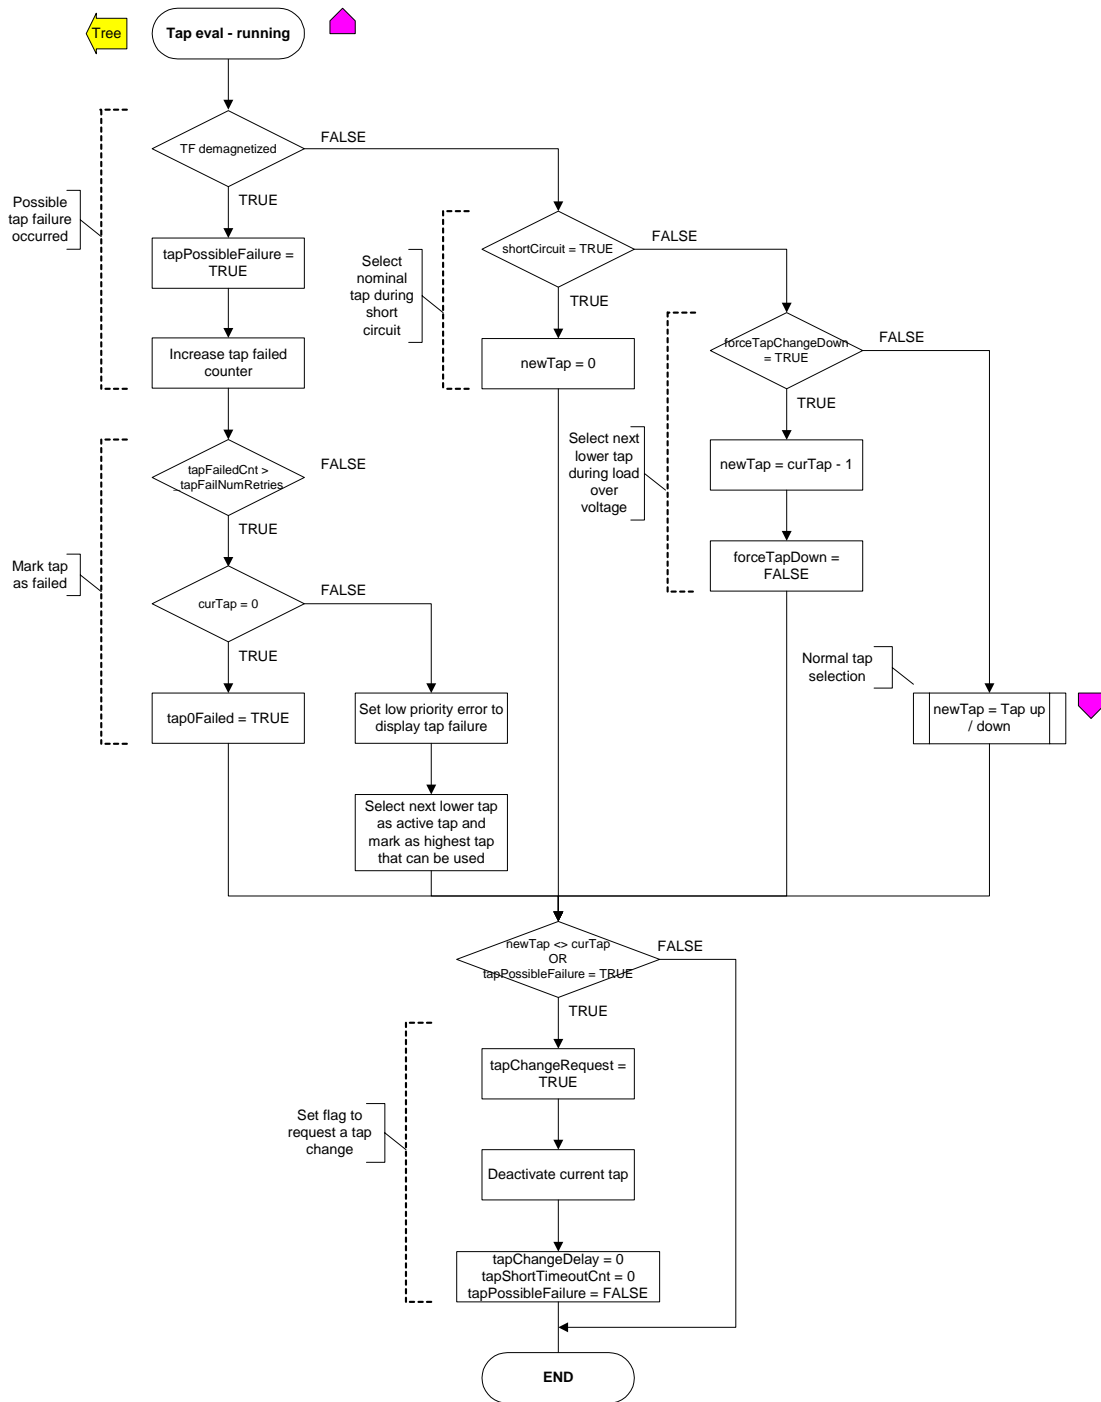 Tree
Tap eval - running
TF demagnetized
FALSE
TRUE
Possible
tap failure
occurred
tapPossibleFailure =
TRUE
Increase tap failed
counter
shortCircuit = TRUE
FALSE
TRUE
Select
nominal
tap during
short
circuit
newTap = 0
forceTapChangeDown
= TRUE
FALSE
TRUE
Select next
lower tap
during load
over
voltage
newTap = curTap - 1
forceTapDown =
FALSE
tapFailedCnt >
_tapFailNumRetries
FALSE
TRUE
Mark tap
as failed
curTap = 0
FALSE
TRUE
tap0Failed = TRUE
Set low priority error to
display tap failure
Select next lower tap
as active tap and
mark as highest tap
that can be used
Normal tap
selection
newTap = Tap up
/ down
newTap <> curTap
OR
tapPossibleFailure = TRUE
FALSE
TRUE
Set flag to
request a tap
change
tapChangeRequest =
TRUE
Deactivate current tap
tapChangeDelay = 0
tapShortTimeoutCnt = 0
tapPossibleFailure = FALSE
END